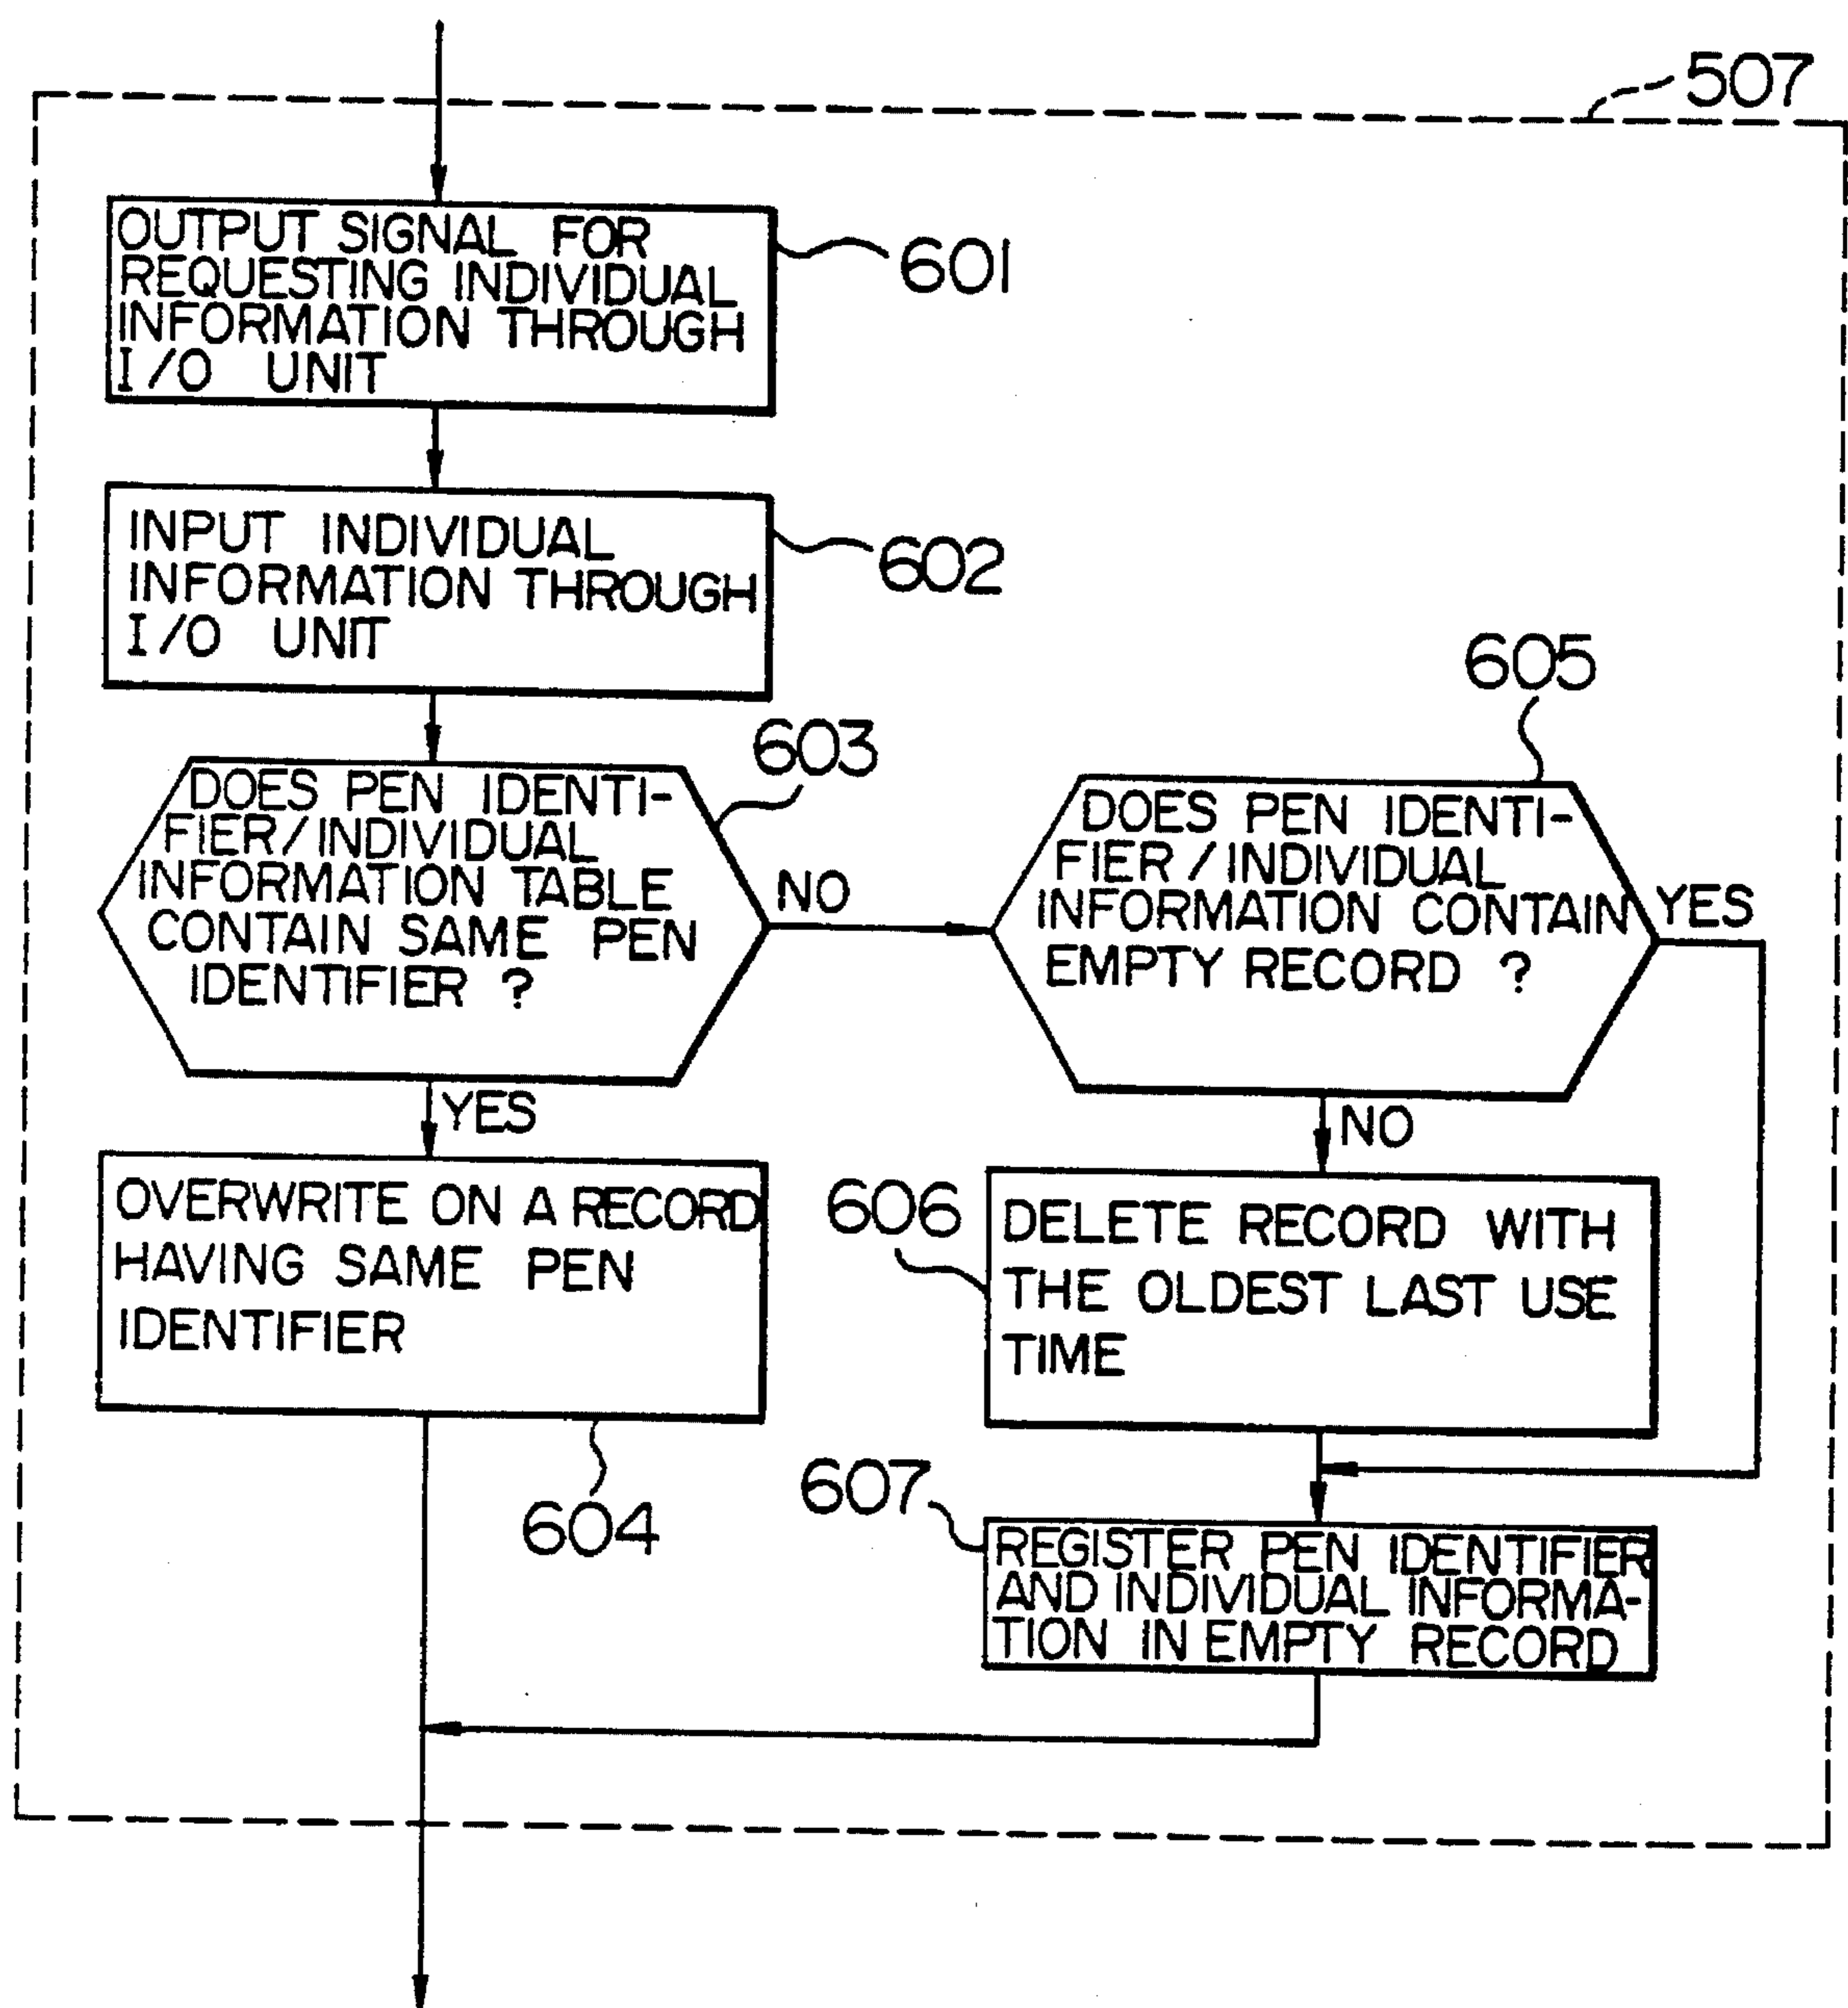 507
OUTPUT SIGNAL FOR
REQUESTING INDIVIDUAL
INFORMATION THROUGH
I/O UNIT
601
INPUT INDIVIDUAL
INFORMATION THROUGH
I/O UNIT
602
603
DOES PEN IDENTI-
FIER/INDIVIDUAL
INFORMATION TABLE
CONTAIN SAME PEN
IDENTIFIER ?
NO
YES
605
DOES PEN IDENTI-
FIER/INDIVIDUAL
INFORMATION CONTAIN
EMPTY RECORD ?
YES
NO
OVERWRITE ON A RECORD
HAVING SAME PEN
IDENTIFIER
604
606
DELETE RECORD WITH
THE OLDEST LAST USE
TIME
607
REGISTER PEN IDENTIFIER
AND INDIVIDUAL INFORMA-
TION IN EMPTY RECORD